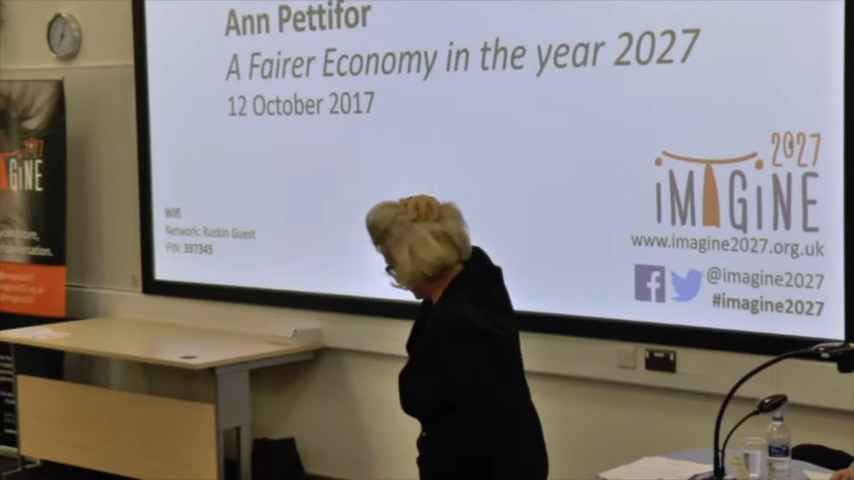 Ann Pettifor
A Fairer Economy in the year 2027
12 October 2017
2027
iMAGiNE
www.imagine2027.org.uk
@imagine2027
#imagine2027
Wifi
Network: Ruskin Guest
PIN: 397345
2027
GiNE